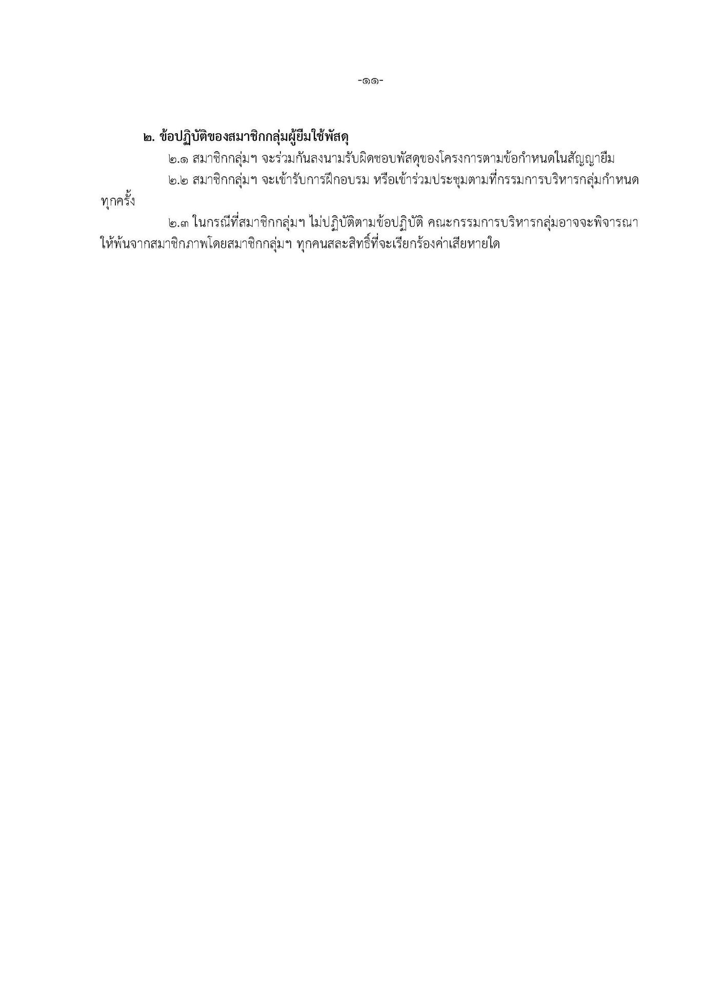 -๑๑-
๒. ข้อปฏิบัติของสมาชิกกลุ่มผู้ยืมใช้พัสดุ
๒.๑ สมาชิกกลุ่มฯ จะร่วมกันลงนามรับผิดชอบพัสดุของโครงการตามข้อกำหนดในสัญญายืม
๒.๒ สมาชิกกลุ่มฯ จะเข้ารับการฝึกอบรม หรือเข้าร่วมประชุมตามที่กรรมการบริหารกลุ่มกำหนด
ทุกครั้ง
๒.๓ ในกรณีที่สมาชิกกลุ่มฯ ไม่ปฏิบัติตามข้อปฏิบัติ คณะกรรมการบริหารกลุ่มอาจจะพิจารณา
ให้พ้นจากสมาชิกภาพโดยสมาชิกกลุ่มฯ ทุกคนสละสิทธิ์ที่จะเรียกร้องค่าเสียหายใด